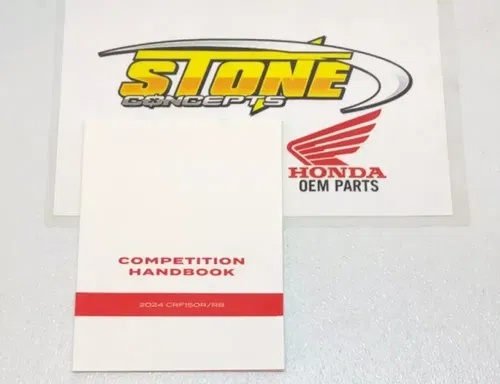 STONE
CONCEPTS
HONDA
OEM PARTS
COMPETITION
HANDBOOK
2024 CRF150R/RB